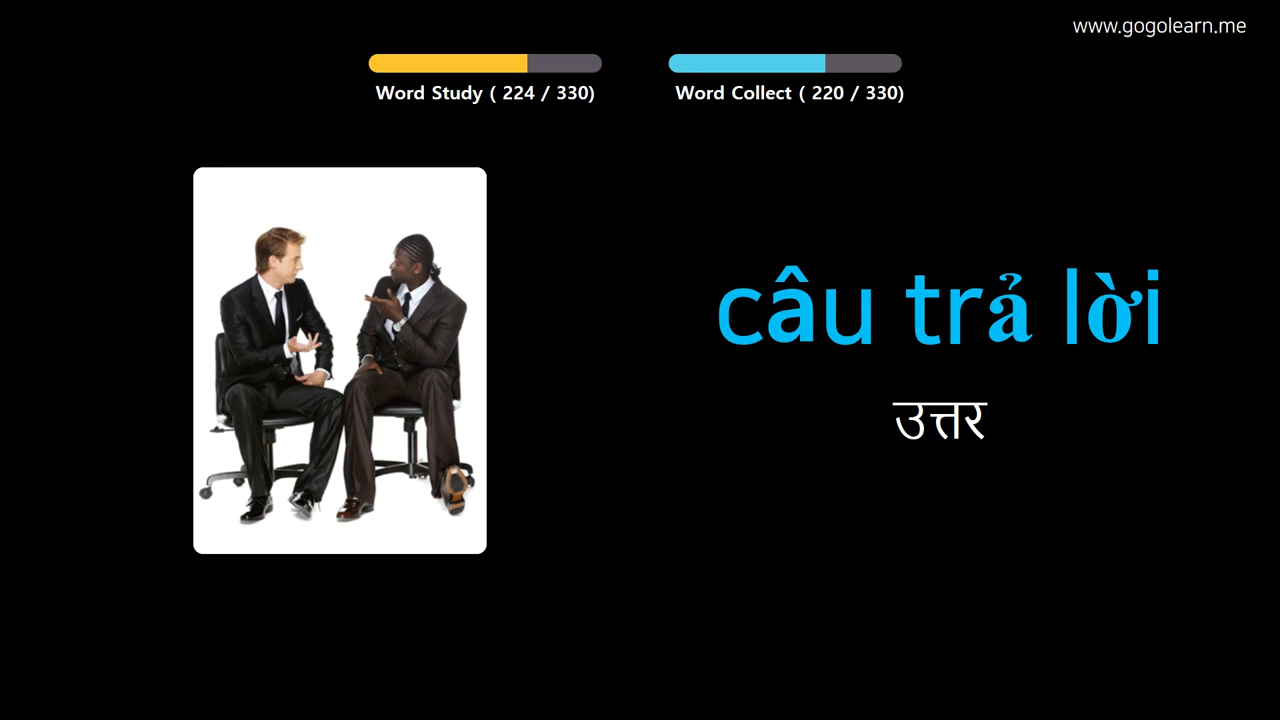 www.gogolearn.me
Word Study ( 224 / 330)
Word Collect ( 220 / 330)
câu trả lời
उत्तर